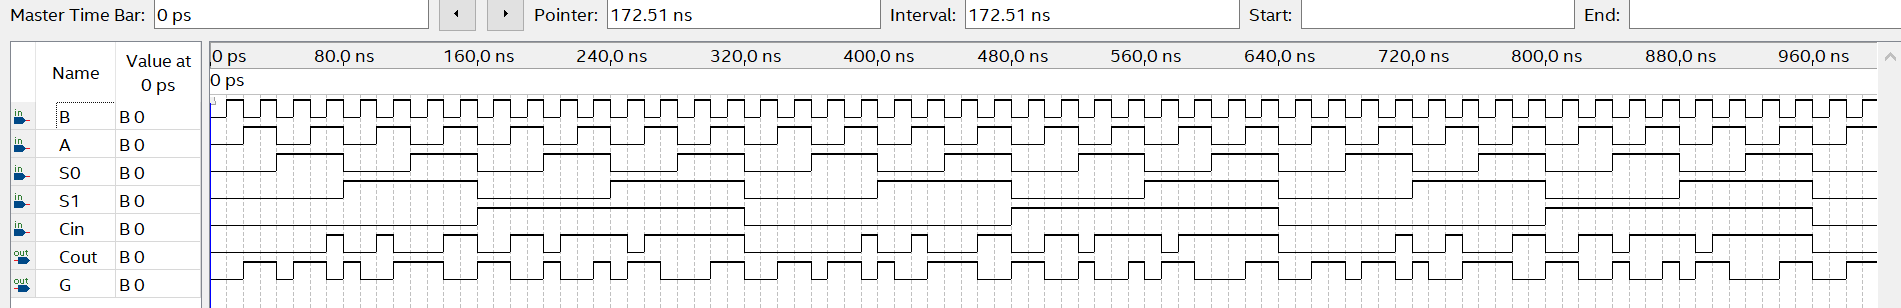 Master Time Bar: 0 ps Pointer: 172.51 ns Interval: 172.51 ns Start: End:
Name Value at 0 ps
0 ps 80.0 ns 160,0 ns 240,0 ns 320,0 ns 400,0 ns 480,0 ns 560,0 ns 640,0 ns 720,0 ns 800,0 ns 880,0 ns 960,0 ns
0 ps
in B B 0
in A B 0
in S0 B 0
in S1 B 0
in Cin B 0
out Cout B 0
out G B 0